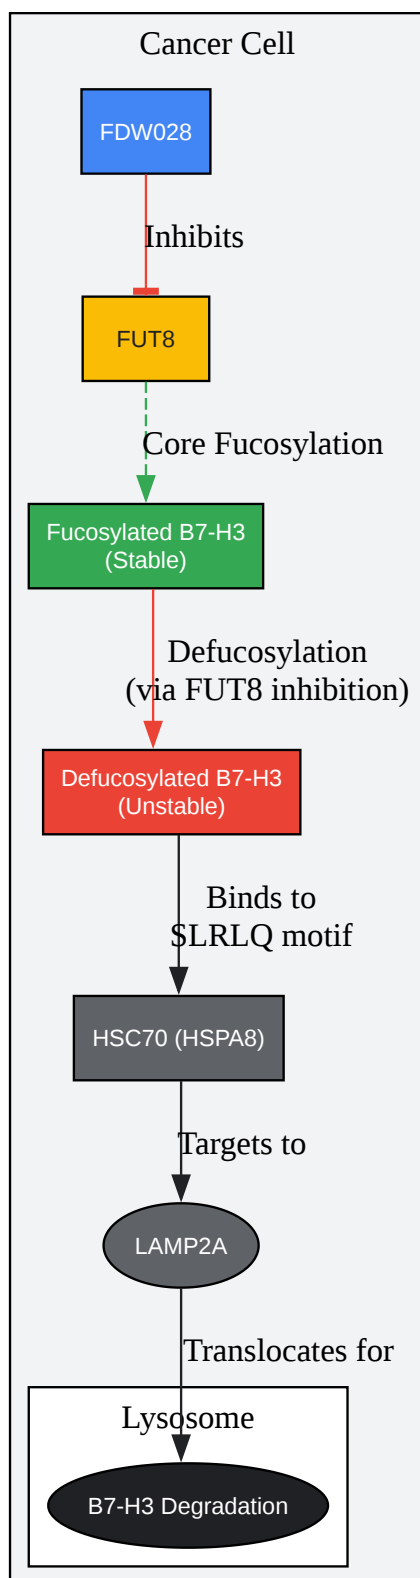 Cancer Cell
FDW028
Inhibits
FUT8
Core Fucosylation
Fucosylated B7-H3
(Stable)
Defucosylation
(via FUT8 inhibition)
Defucosylated B7-H3
(Unstable)
Binds to
SLRLQ motif
HSC70 (HSPA8)
Targets to
LAMP2A
Translocates for
Lysosome
B7-H3 Degradation